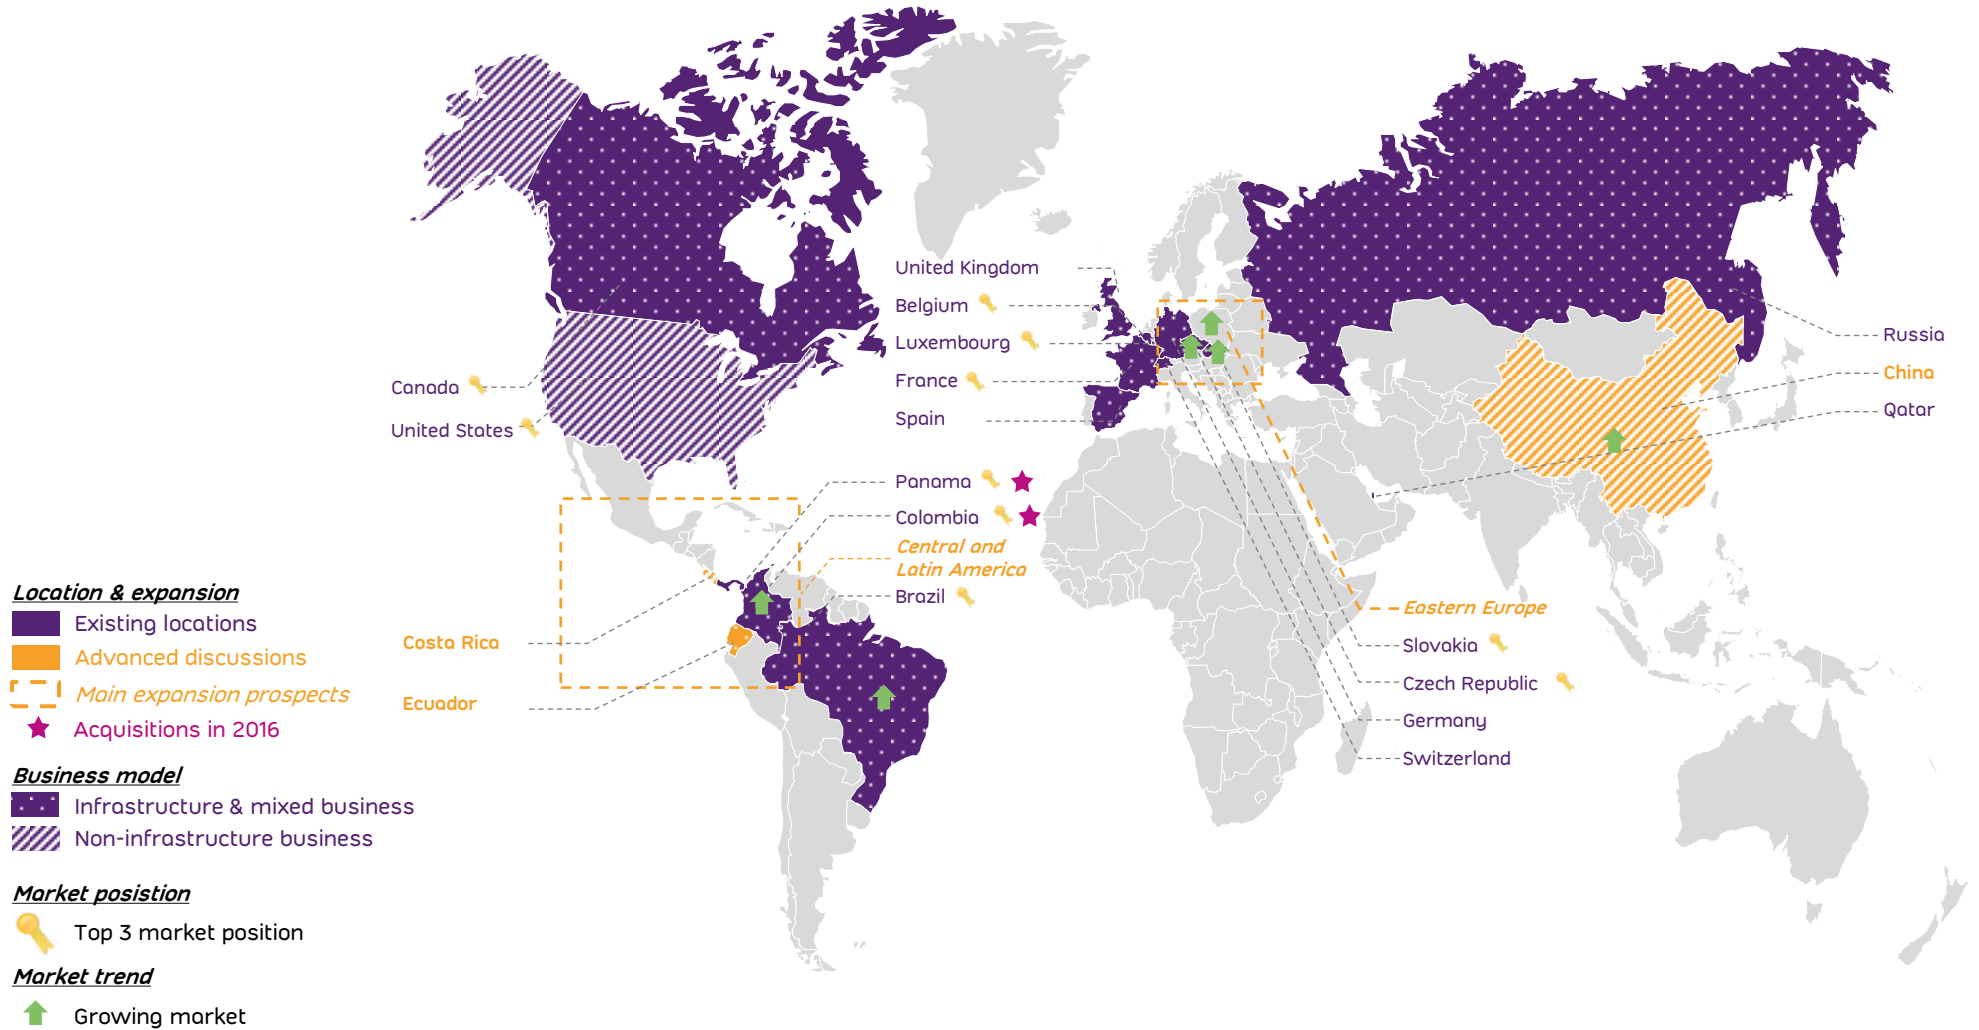 United Kingdom
Belgium
Luxembourg
France
Spain
Canada
United States
Russia
China
Qatar
Panama
Colombia
Central and
Latin America
Brazil
Costa Rica
Ecuador
Eastern Europe
Slovakia
Czech Republic
Germany
Switzerland
Location & expansion
Existing locations
Advanced discussions
Main expansion prospects
Acquisitions in 2016
Business model
Infrastructure & mixed business
Non-infrastructure business
Market posistion
Top 3 market position
Market trend
Growing market